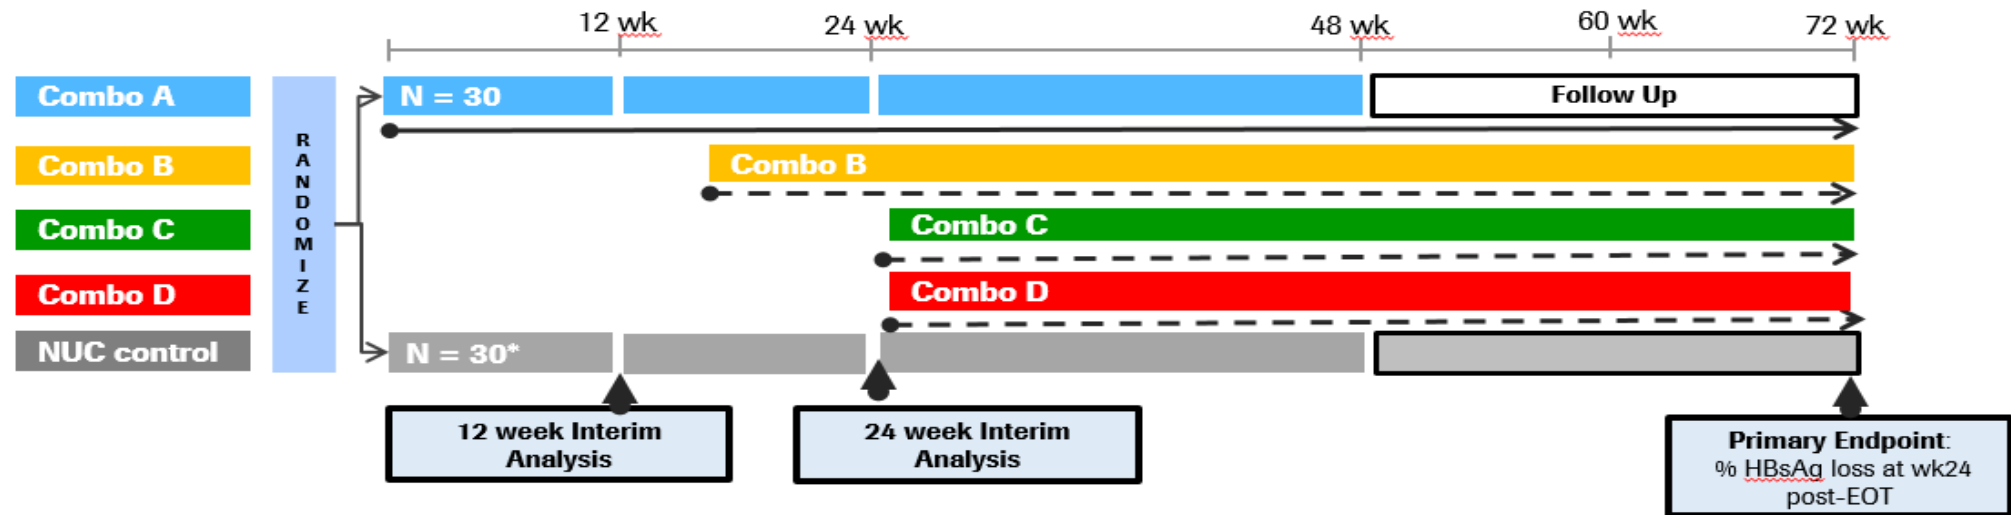 12 wk
24 wk
48 wk
60 wk
72 wk
Combo A
RANDOMIZE
N = 30
Follow Up
Combo B
Combo B
Combo C
Combo C
Combo D
Combo D
NUC control
N = 30*
12 week Interim
Analysis
24 week Interim
Analysis
Primary Endpoint:
% HBsAg loss at wk24
post-EOT